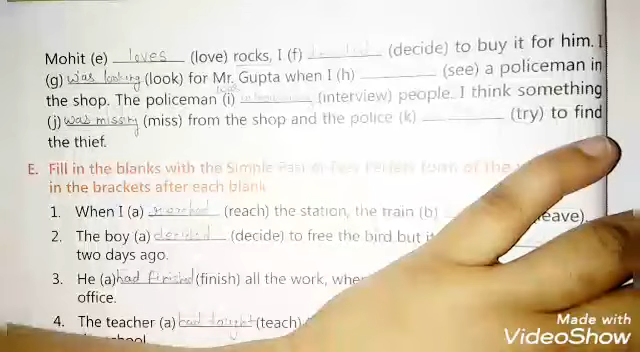 Mohit (e) loves (love) rocks, I (f) decided (decide) to buy it for him. I
(g) was looking (look) for Mr. Gupta when I (h) ________ (see) a policeman in
the shop. The policeman (i) (interview) people. I think something
(j) was missing (miss) from the shop and the police (k) ________ (try) to find
the thief.
E. Fill in the blanks with the Simple Past or Past Perfect form of the
in the brackets after each blank
1. When I (a) reached (reach) the station, the train (b) eave).
2. The boy (a) decided (decide) to free the bird but it
two days ago.
3. He (a) had finished (finish) all the work, whe
office.
4. The teacher (a) had taught (teach)
Made with
VideoShow